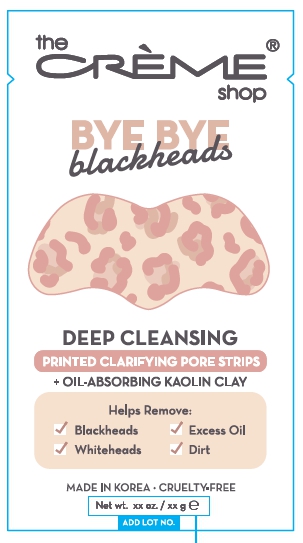 the
CRÈME®
shop
BYE BYE
blackheads
DEEP CLEANSING
PRINTED CLARIFYING PORE STRIPS
+ OIL-ABSORBING KAOLIN CLAY
Helps Remove:
Blackheads
Excess Oil
Whiteheads
Dirt
MADE IN KOREA • CRUELTY-FREE
Net wt. xx oz. / xx g ℮
ADD LOT NO.